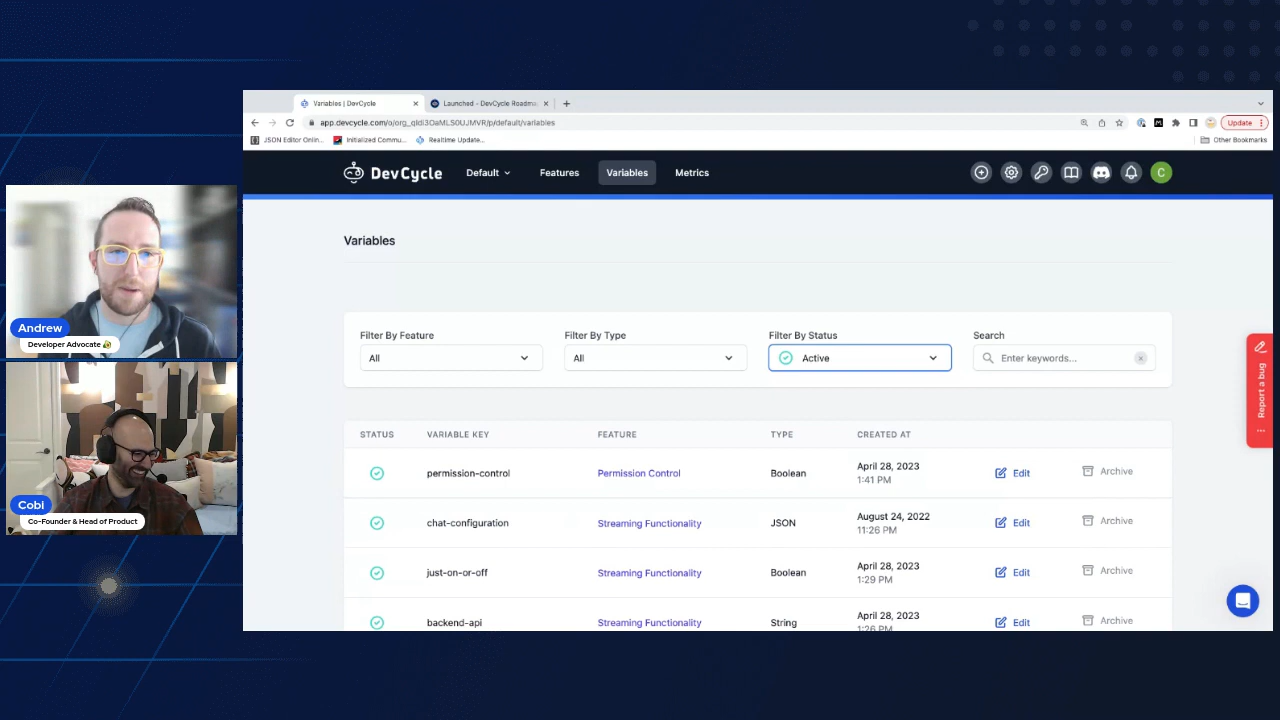 Variables | DevCycle
Launched - DevCycle Roadma
app.devcycle.com/o/org_qIdi3OaML50UJMVR/p/default/variables
Update
JSON Editor Onlin...
Initialized Commu...
Realtime Update...
Other Bookmarks
DevCycle
Default
Features
Variables
Metrics
C
Variables
Filter By Feature
Filter By Type
Filter By Status
Search
All
All
Active
Enter keywords...
Report a bug
STATUS VARIABLE KEY FEATURE TYPE CREATED AT
permission-control Permission Control Boolean April 28, 2023 Edit Archive
1:41 PM
chat-configuration Streaming Functionality JSON August 24, 2022 Edit Archive
11:26 PM
just-on-or-off Streaming Functionality Boolean April 28, 2023 Edit Archive
1:29 PM
backend-api Streaming Functionality String April 28, 2023 Edit Archive
1:26 PM
Andrew
Developer Advocate
Cobi
Co-Founder & Head of Product